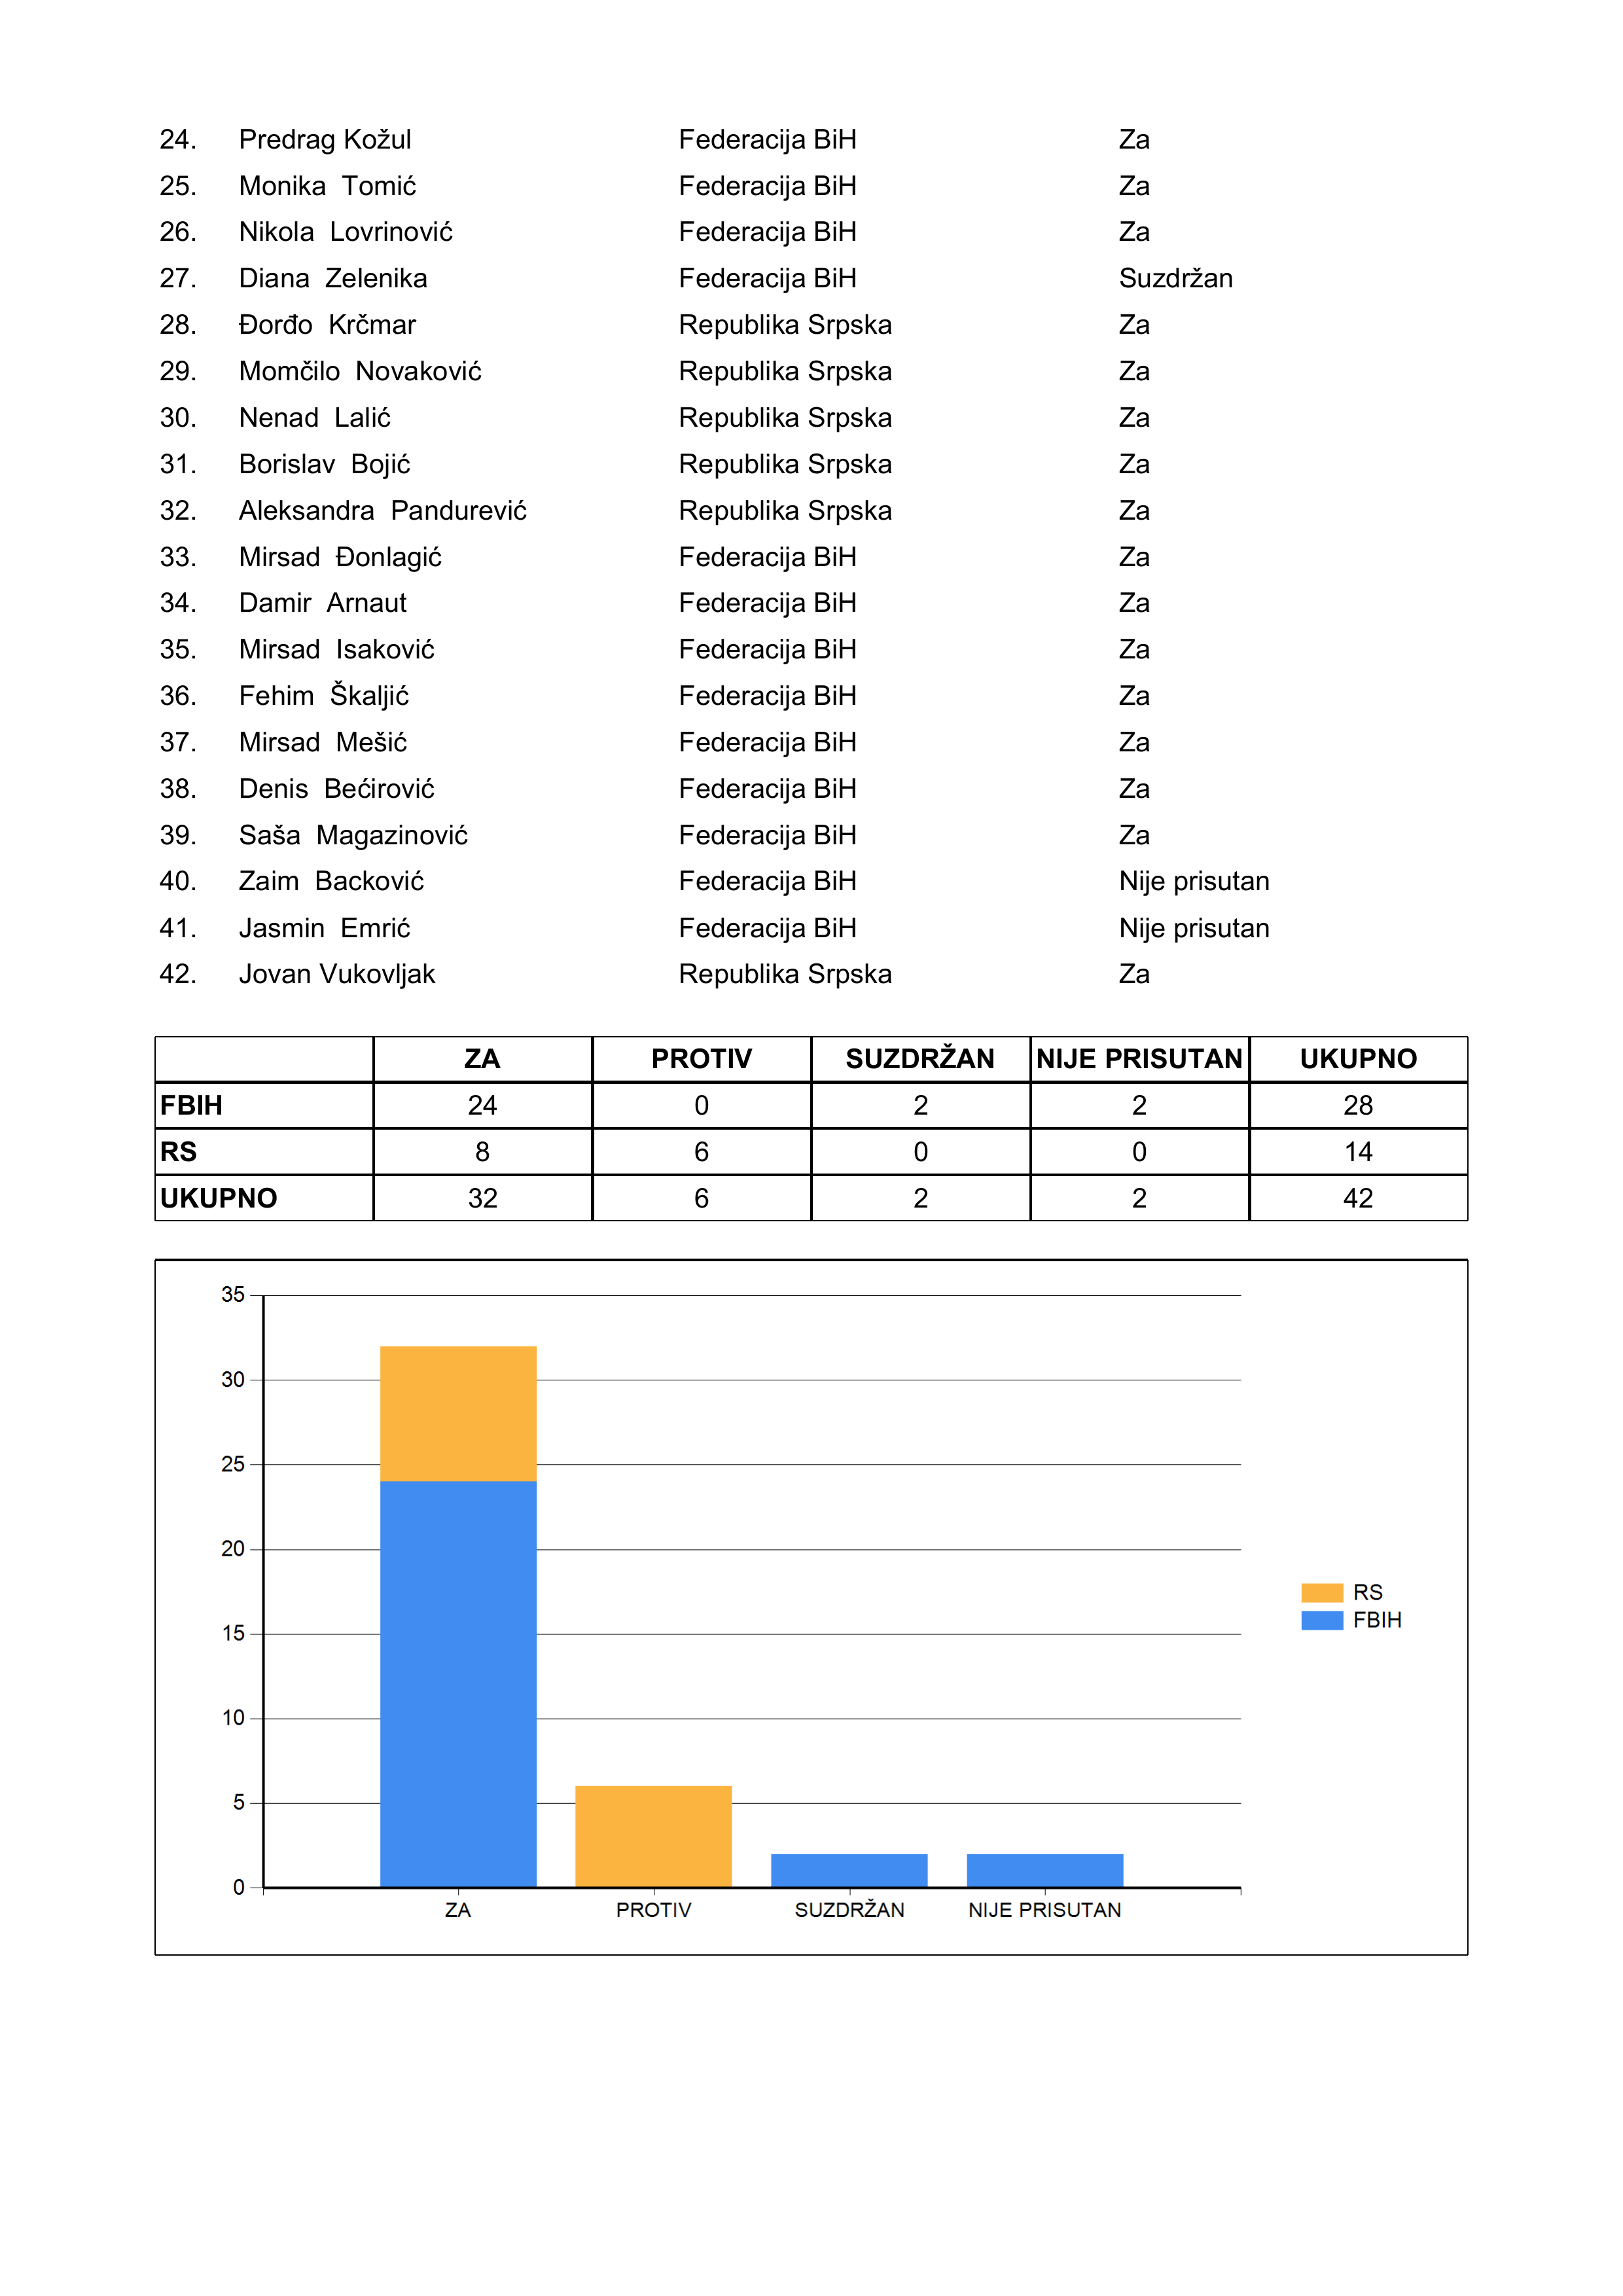 24. Predrag Kožul Federacija BiH Za
25. Monika Tomić Federacija BiH Za
26. Nikola Lovrinović Federacija BiH Za
27. Diana Zelenika Federacija BiH Suzdržan
28. Đorđo Krčmar Republika Srpska Za
29. Momčilo Novaković Republika Srpska Za
30. Nenad Lalić Republika Srpska Za
31. Borislav Bojić Republika Srpska Za
32. Aleksandra Pandurević Republika Srpska Za
33. Mirsad Đonlagić Federacija BiH Za
34. Damir Arnaut Federacija BiH Za
35. Mirsad Isaković Federacija BiH Za
36. Fehim Škaljić Federacija BiH Za
37. Mirsad Mešić Federacija BiH Za
38. Denis Bećirović Federacija BiH Za
39. Saša Magazinović Federacija BiH Za
40. Zaim Backović Federacija BiH Nije prisutan
41. Jasmin Emrić Federacija BiH Nije prisutan
42. Jovan Vukovljak Republika Srpska Za
ZA PROTIV SUZDRŽAN NIJE PRISUTAN UKUPNO
FBIH 24 0 2 2 28
RS 8 6 0 0 14
UKUPNO 32 6 2 2 42
35
30
25
20
15
10
5
0
ZA PROTIV SUZDRŽAN NIJE PRISUTAN
RS
FBIH